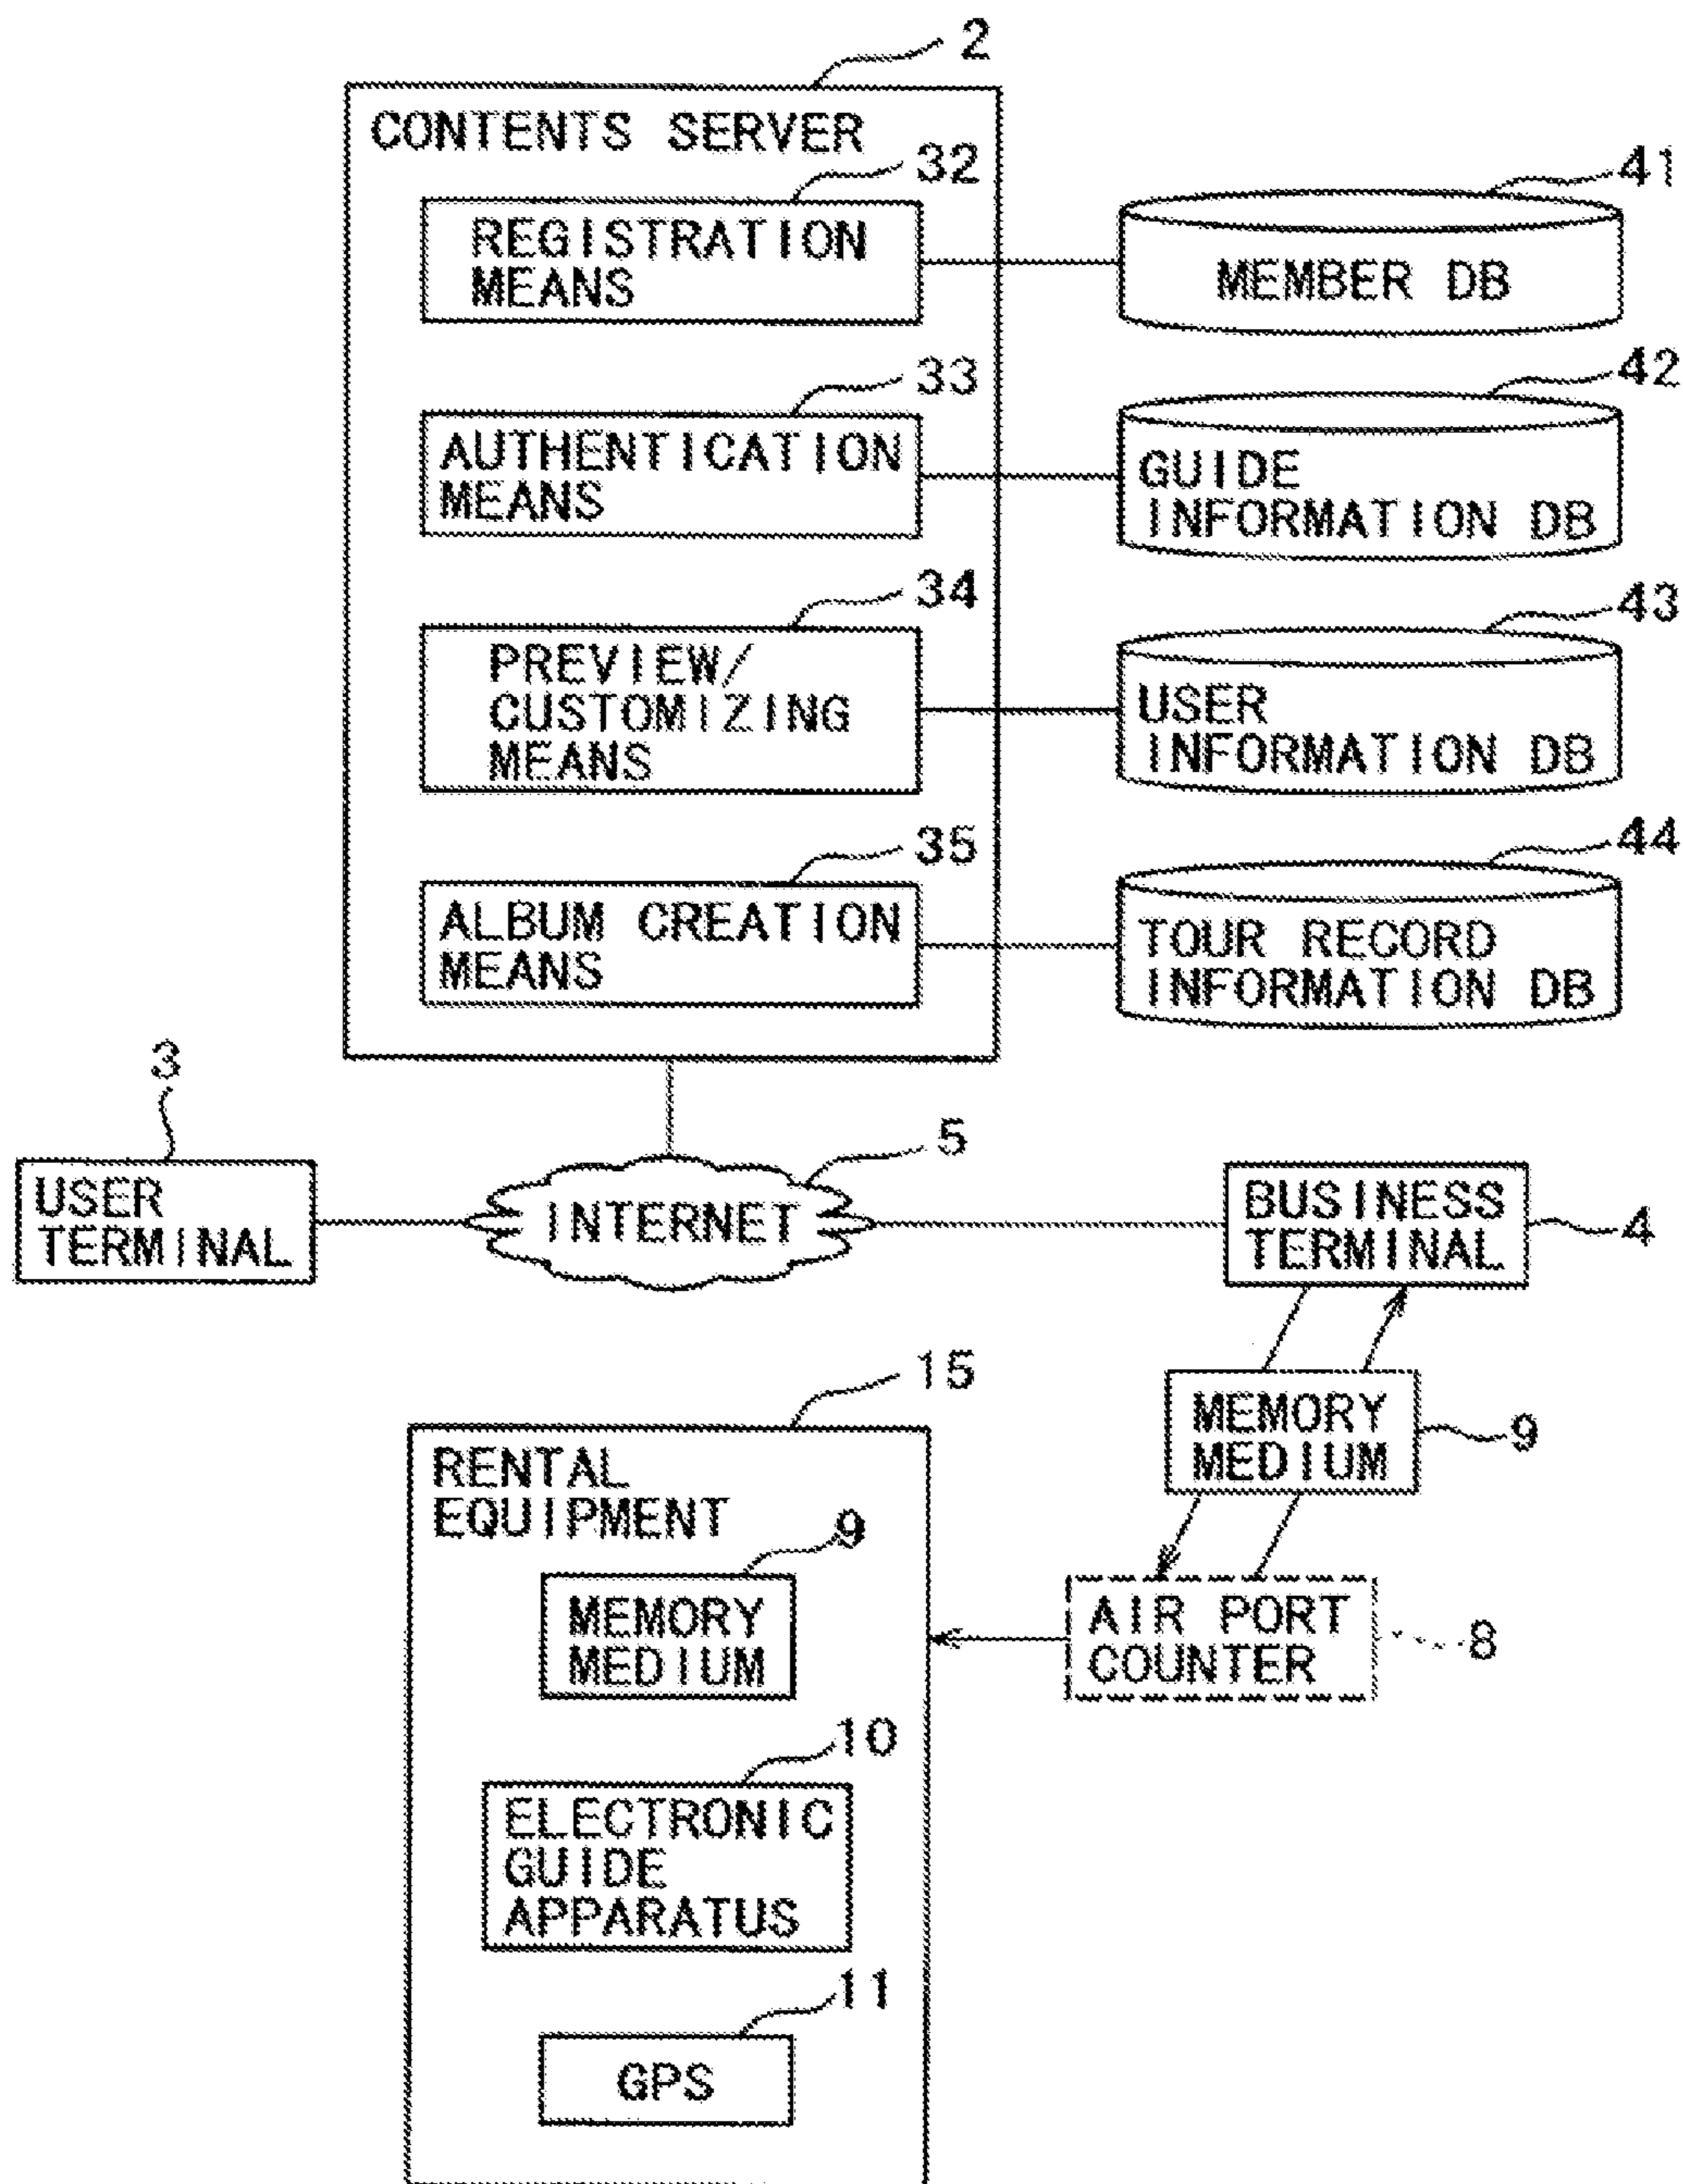 2
CONTENTS SERVER
32
REGISTRATION
MEANS
41
MEMBER DB
33
AUTHENTICATION
MEANS
42
GUIDE
INFORMATION DB
34
PREVIEW/
CUSTOMIZING
MEANS
43
USER
INFORMATION DB
35
ALBUM CREATION
MEANS
44
TOUR RECORD
INFORMATION DB
3
USER
TERMINAL
5
INTERNET
BUSINESS
TERMINAL
4
MEMORY
MEDIUM
9
AIR PORT
COUNTER
8
15
RENTAL
EQUIPMENT
9
MEMORY
MEDIUM
10
ELECTRONIC
GUIDE
APPARATUS
11
GPS